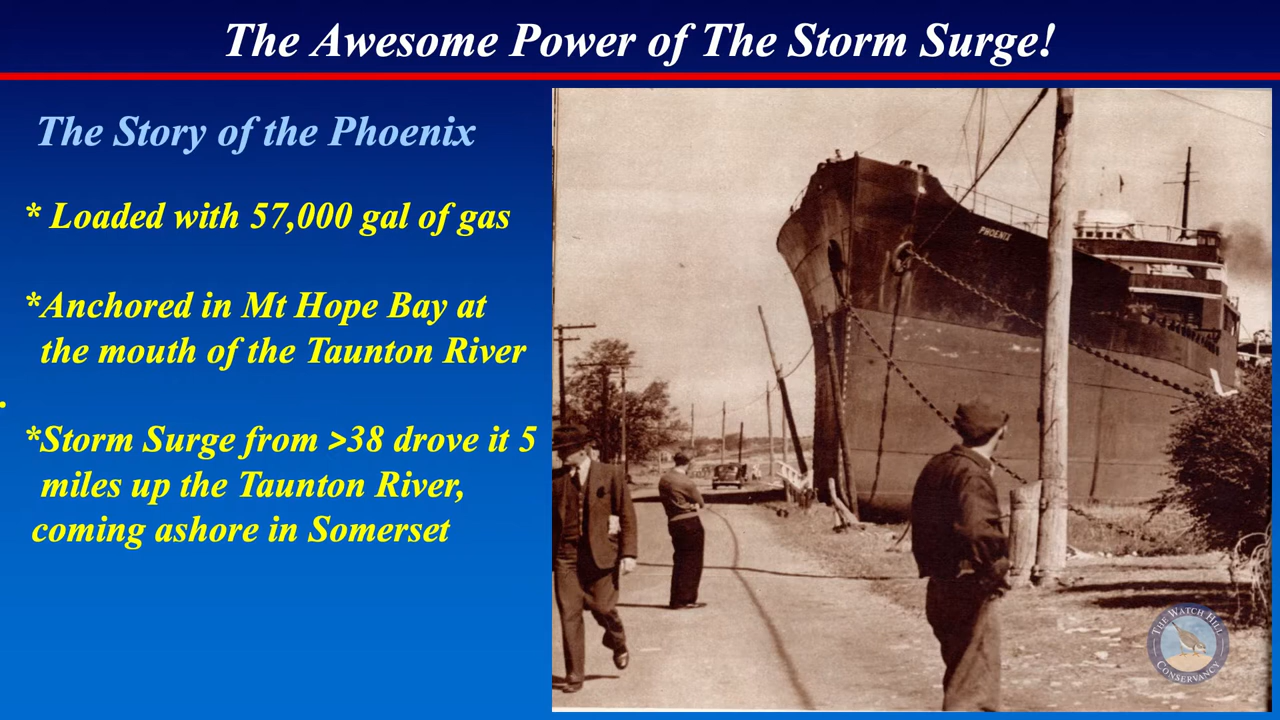 The Awesome Power of The Storm Surge!
The Story of the Phoenix
* Loaded with 57,000 gal of gas
*Anchored in Mt Hope Bay at
the mouth of the Taunton River
*Storm Surge from >38 drove it 5
miles up the Taunton River,
coming ashore in Somerset
PHOENIX
THE WATCH HILL
CONSERVANCY